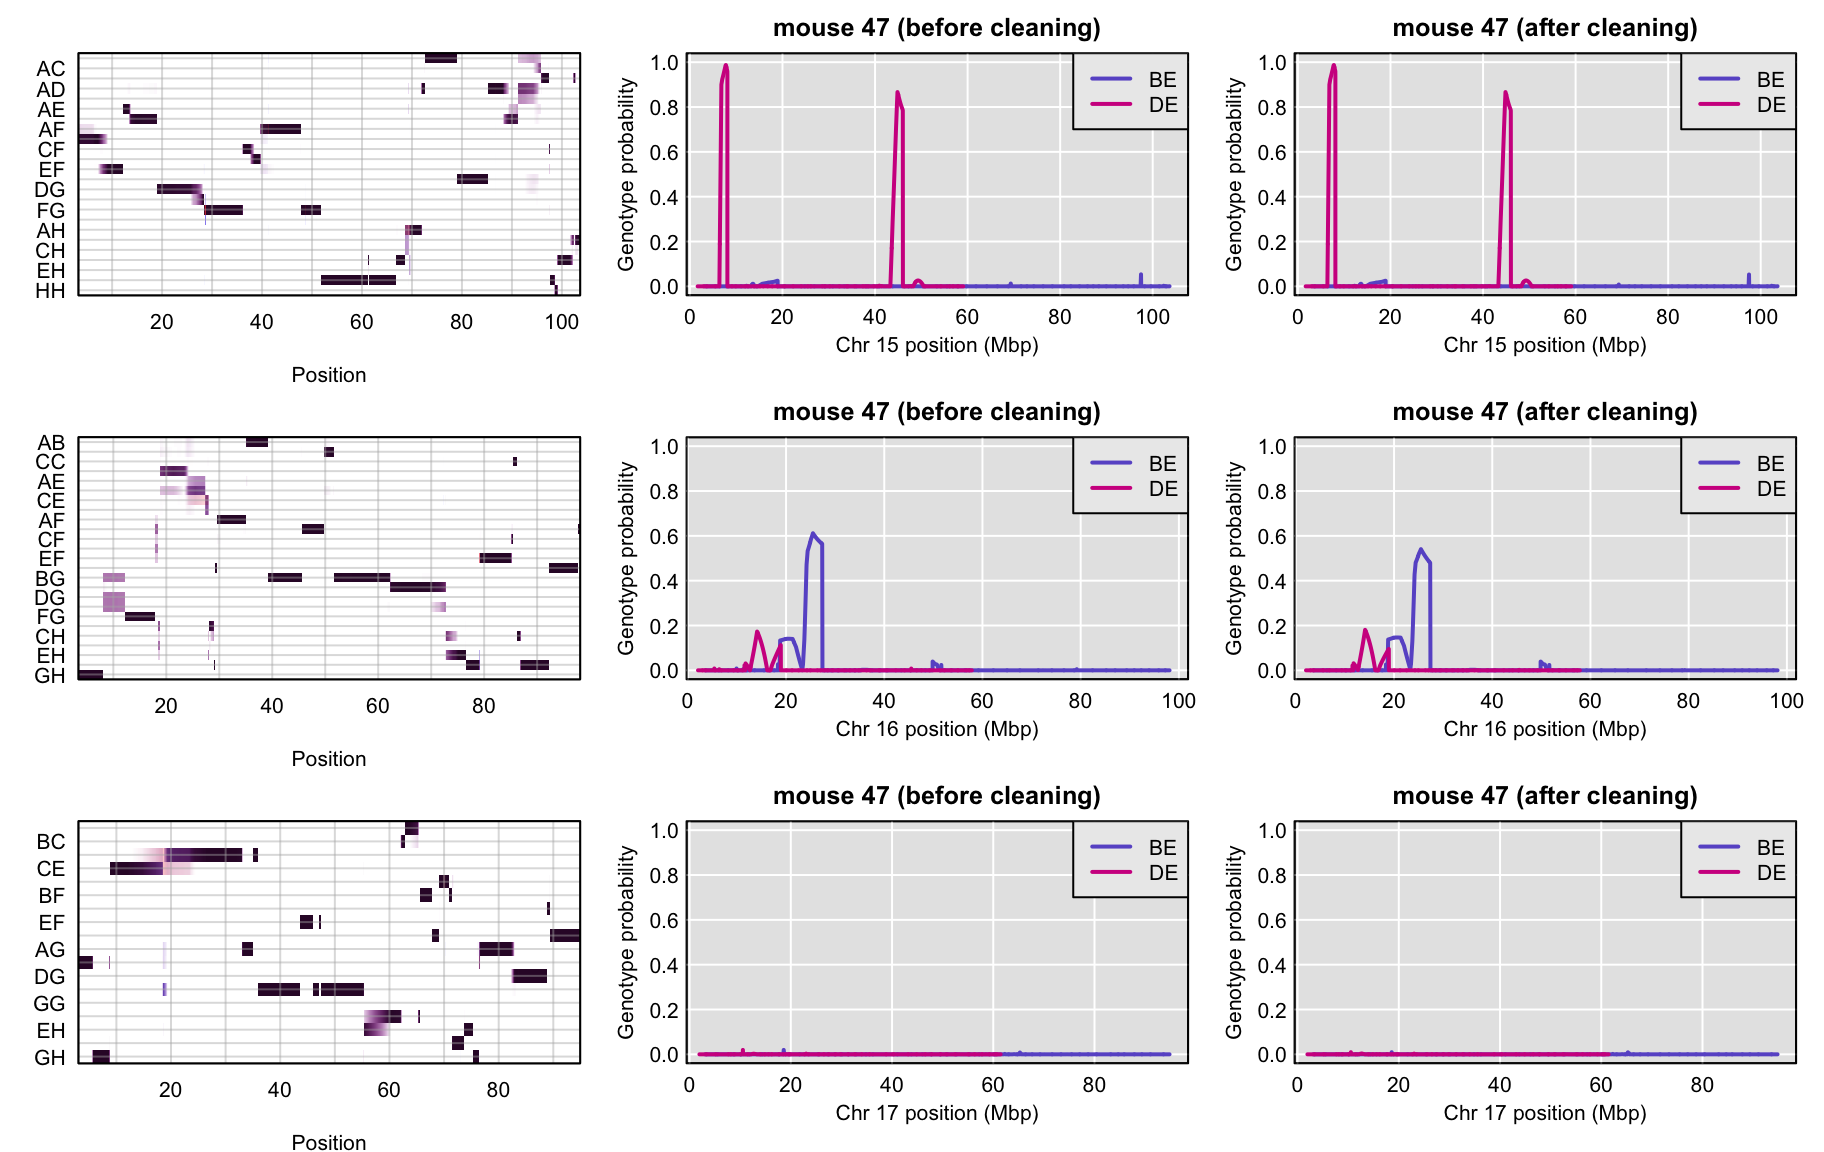 mouse 47 (before cleaning)
mouse 47 (after cleaning)
AC
AD
AE
AF
CF
EF
DG
FG
AH
CH
EH
HH
20 40 60 80 100
Position
Genotype probability
1.0
0.8
0.6
0.4
0.2
0.0
BE
DE
0 20 40 60 80 100
Chr 15 position (Mbp)
Genotype probability
1.0
0.8
0.6
0.4
0.2
0.0
BE
DE
0 20 40 60 80 100
Chr 15 position (Mbp)
mouse 47 (before cleaning)
mouse 47 (after cleaning)
AB
CC
AE
CE
AF
CF
EF
BG
DG
FG
CH
EH
GH
20 40 60 80
Position
Genotype probability
1.0
0.8
0.6
0.4
0.2
0.0
BE
DE
0 20 40 60 80 100
Chr 16 position (Mbp)
Genotype probability
1.0
0.8
0.6
0.4
0.2
0.0
BE
DE
0 20 40 60 80 100
Chr 16 position (Mbp)
mouse 47 (before cleaning)
mouse 47 (after cleaning)
BC
CE
BF
EF
AG
DG
GG
EH
GH
20 40 60 80
Position
Genotype probability
1.0
0.8
0.6
0.4
0.2
0.0
BE
DE
0 20 40 60 80
Chr 17 position (Mbp)
Genotype probability
1.0
0.8
0.6
0.4
0.2
0.0
BE
DE
0 20 40 60 80
Chr 17 position (Mbp)